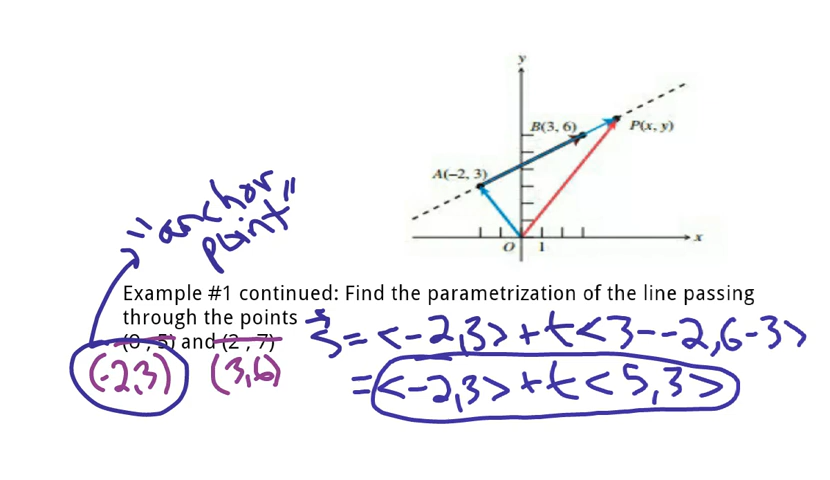 y
B(3, 6)
P(x, y)
A(−2, 3)
O 1 x
"anchor
point"
Example #1 continued: Find the parametrization of the line passing
through the points
(0 , 5) and (2 , 7)
(-2,3) (3,6)
= <-2,3> + t<3--2, 6-3>
= <-2,3> + t<5,3>